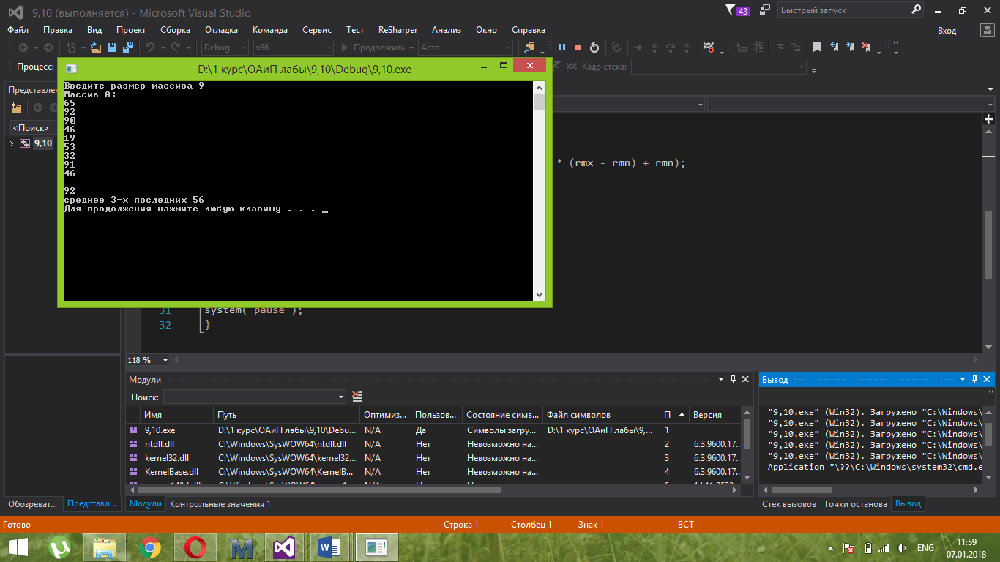 9,10 (выполняется) - Microsoft Visual Studio
43
Быстрый запуск
Файл Правка Вид Проект Сборка Отладка Команда Сервис Тест ReSharper Анализ Окно Справка
Вход
Debug x86 Продолжить Авто
Процесс:
Кадр стека:
D:\1 курс\ОАиП лабы\9,10\Debug\9,10.exe
Введите размер массива 9
Массив А:
65
92
90
46
19
53
32
91
46
92
среднее 3-х последних 56
Для продолжения нажмите любую клавишу . . .
<Поиск>
9,10
* (rmx - rmn) + rmn);
31 system( pause );
32 }
118 %
Модули
Поиск:
Имя Путь Оптимиз... Пользов... Состояние симв... Файл символов П Версия
9,10.exe D:\1 курс\ОАиП лабы\9,10\Debu... N/A Да Символы загру... D:\1 курс\ОАиП лабы\9,... 1
ntdll.dll C:\Windows\SysWOW64\ntdll.dll N/A Нет Невозможно на... 2 6.3.9600.17...
kernel32.dll C:\Windows\SysWOW64\kernel32... N/A Нет Невозможно на... 3 6.3.9600.17...
KernelBase.dll C:\Windows\SysWOW64\KernelB... N/A Нет Невозможно на... 4 6.3.9600.17...
Вывод
"9,10.exe" (Win32). Загружено "C:\Windows\
"9,10.exe" (Win32). Загружено "C:\Windows\
"9,10.exe" (Win32). Загружено "C:\Windows\
"9,10.exe" (Win32). Загружено "C:\Windows\
"9,10.exe" (Win32). Загружено "C:\Windows\
Application "\??\C:\Windows\system32\cmd.e
Обозреват... Представл... Модули Контрольные значения 1
Стек вызовов Точки останова Вывод
Готово Строка 1 Столбец 1 Знак 1 ВСТ
ENG
11:59
07.01.2018